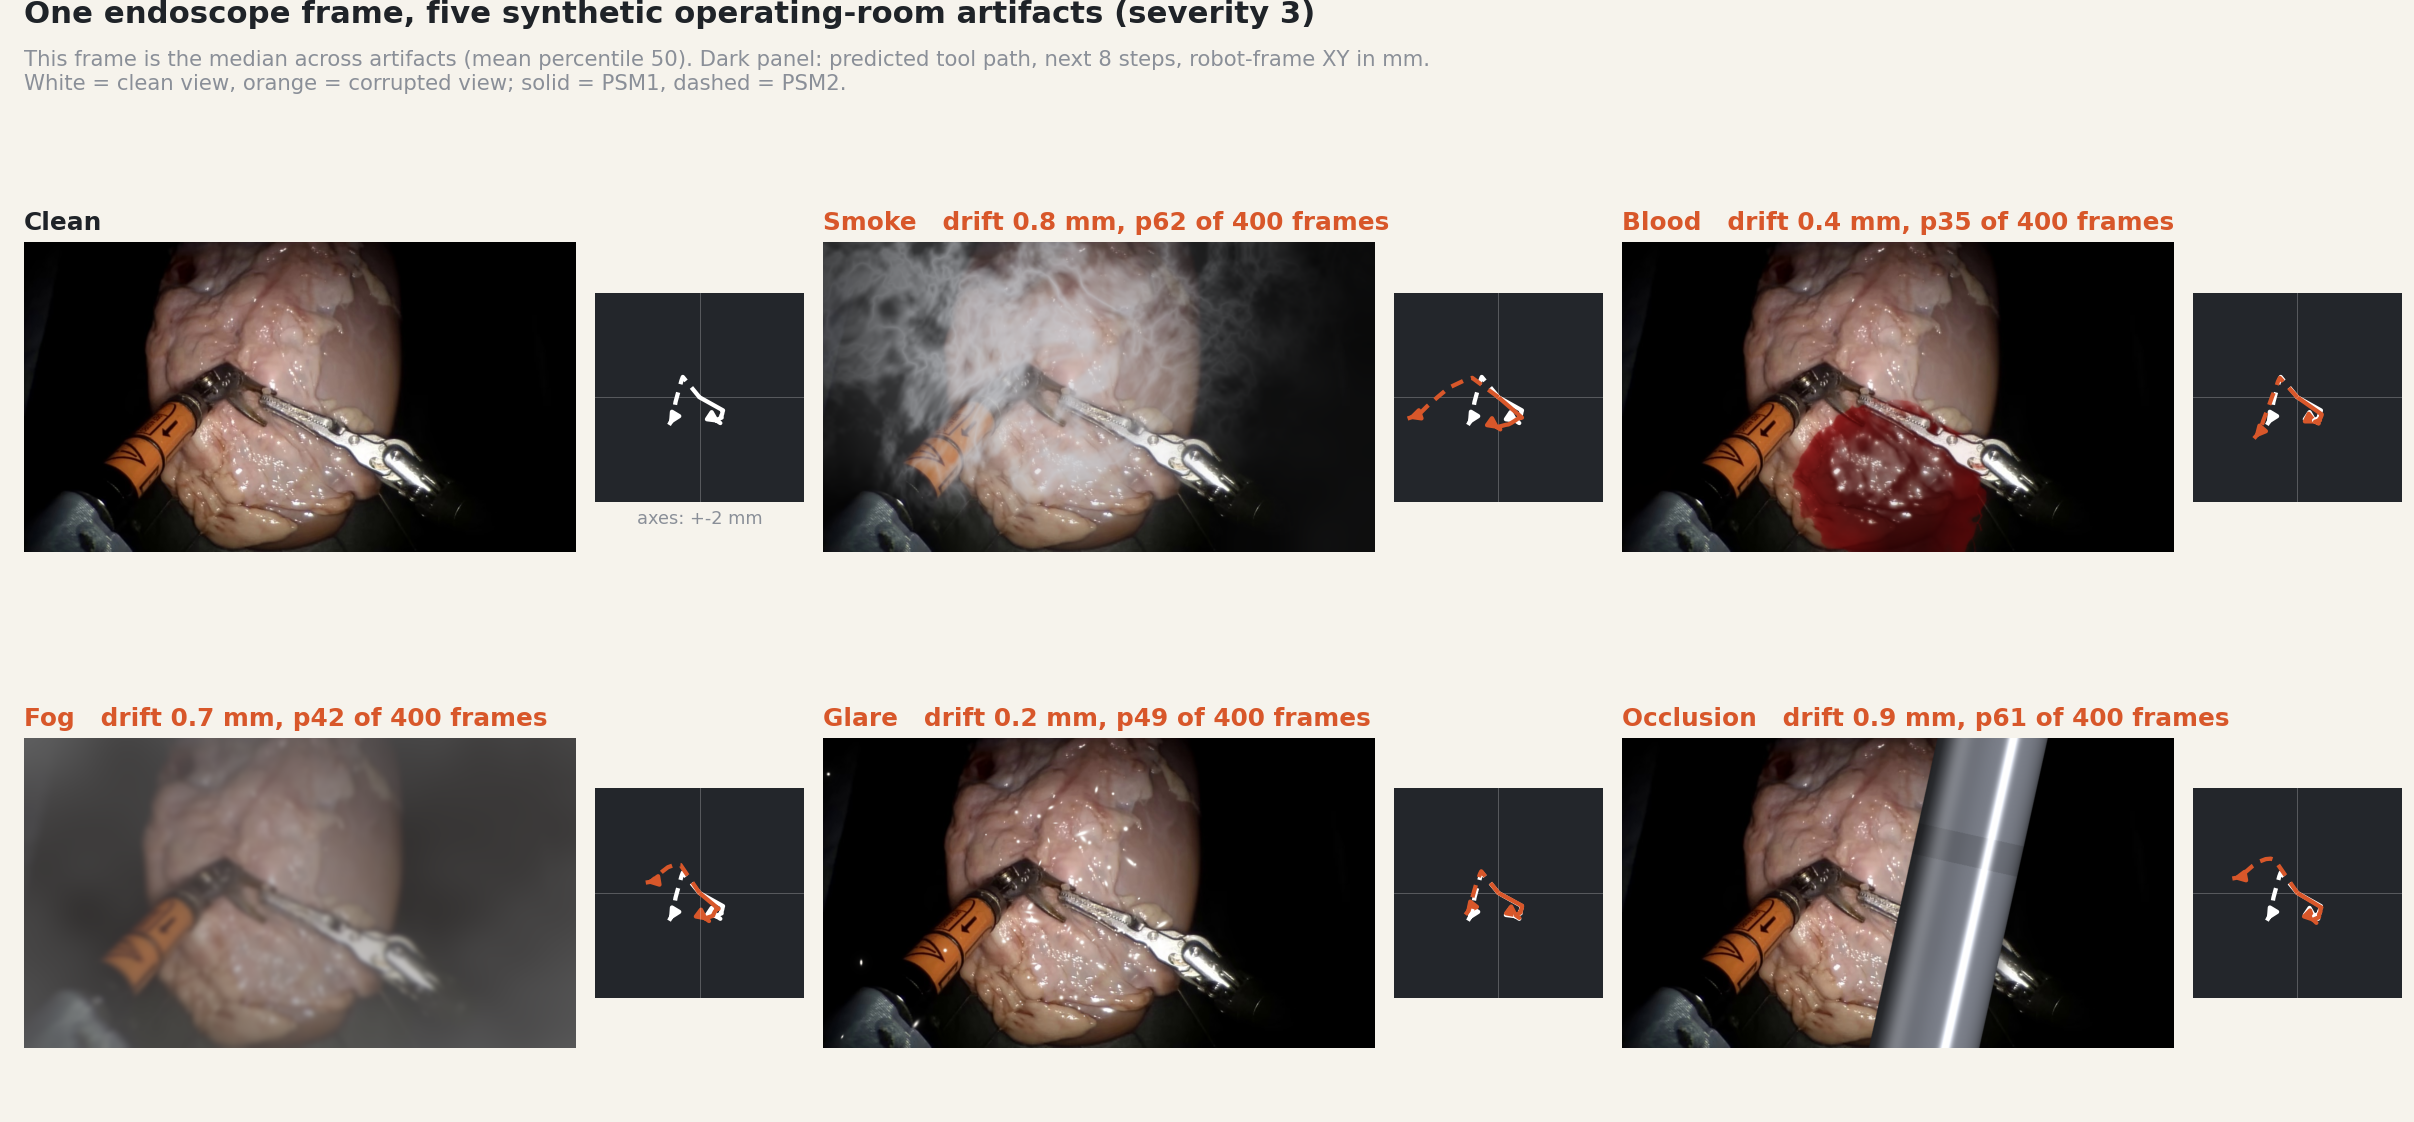 One endoscope frame, five synthetic operating-room artifacts (severity 3)
This frame is the median across artifacts (mean percentile 50). Dark panel: predicted tool path, next 8 steps, robot-frame XY in mm.
White = clean view, orange = corrupted view; solid = PSM1, dashed = PSM2.
Clean
Smoke drift 0.8 mm, p62 of 400 frames
Blood drift 0.4 mm, p35 of 400 frames
axes: +-2 mm
Fog drift 0.7 mm, p42 of 400 frames
Glare drift 0.2 mm, p49 of 400 frames
Occlusion drift 0.9 mm, p61 of 400 frames